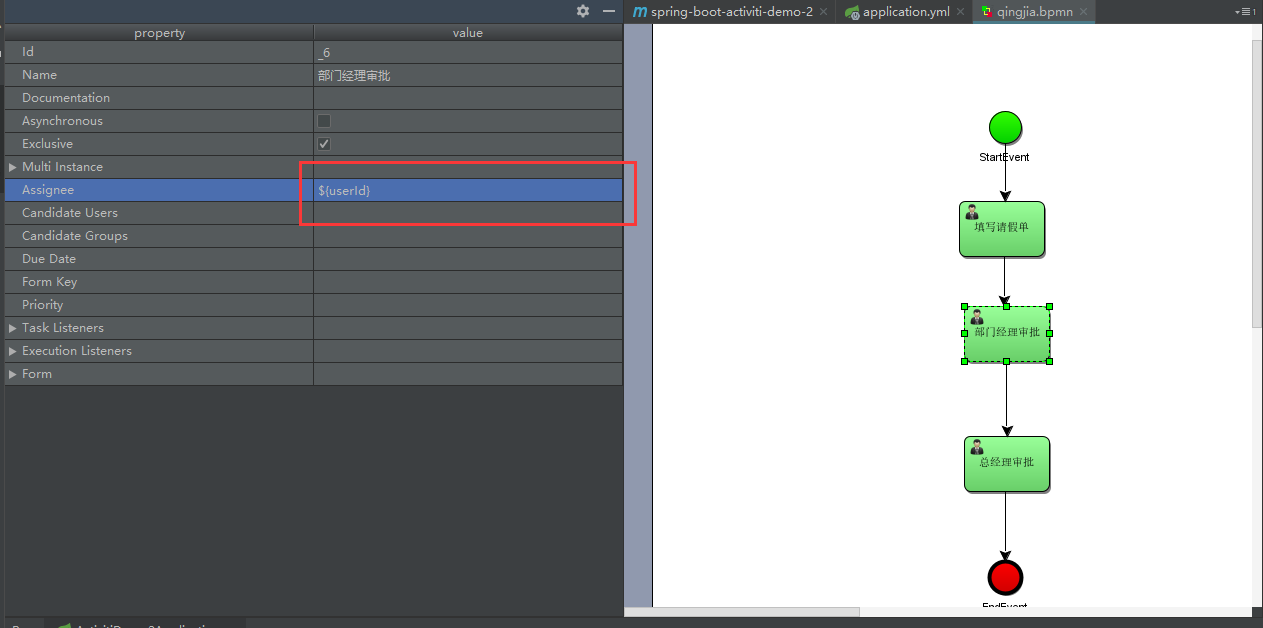 property value
Id _6
Name 部门经理审批
Documentation
Asynchronous
Exclusive
Multi Instance
Assignee ${userId}
Candidate Users
Candidate Groups
Due Date
Form Key
Priority
Task Listeners
Execution Listeners
Form
spring-boot-activiti-demo-2 application.yml qingjia.bpmn
StartEvent
填写请假单
部门经理审批
总经理审批
EndEvent